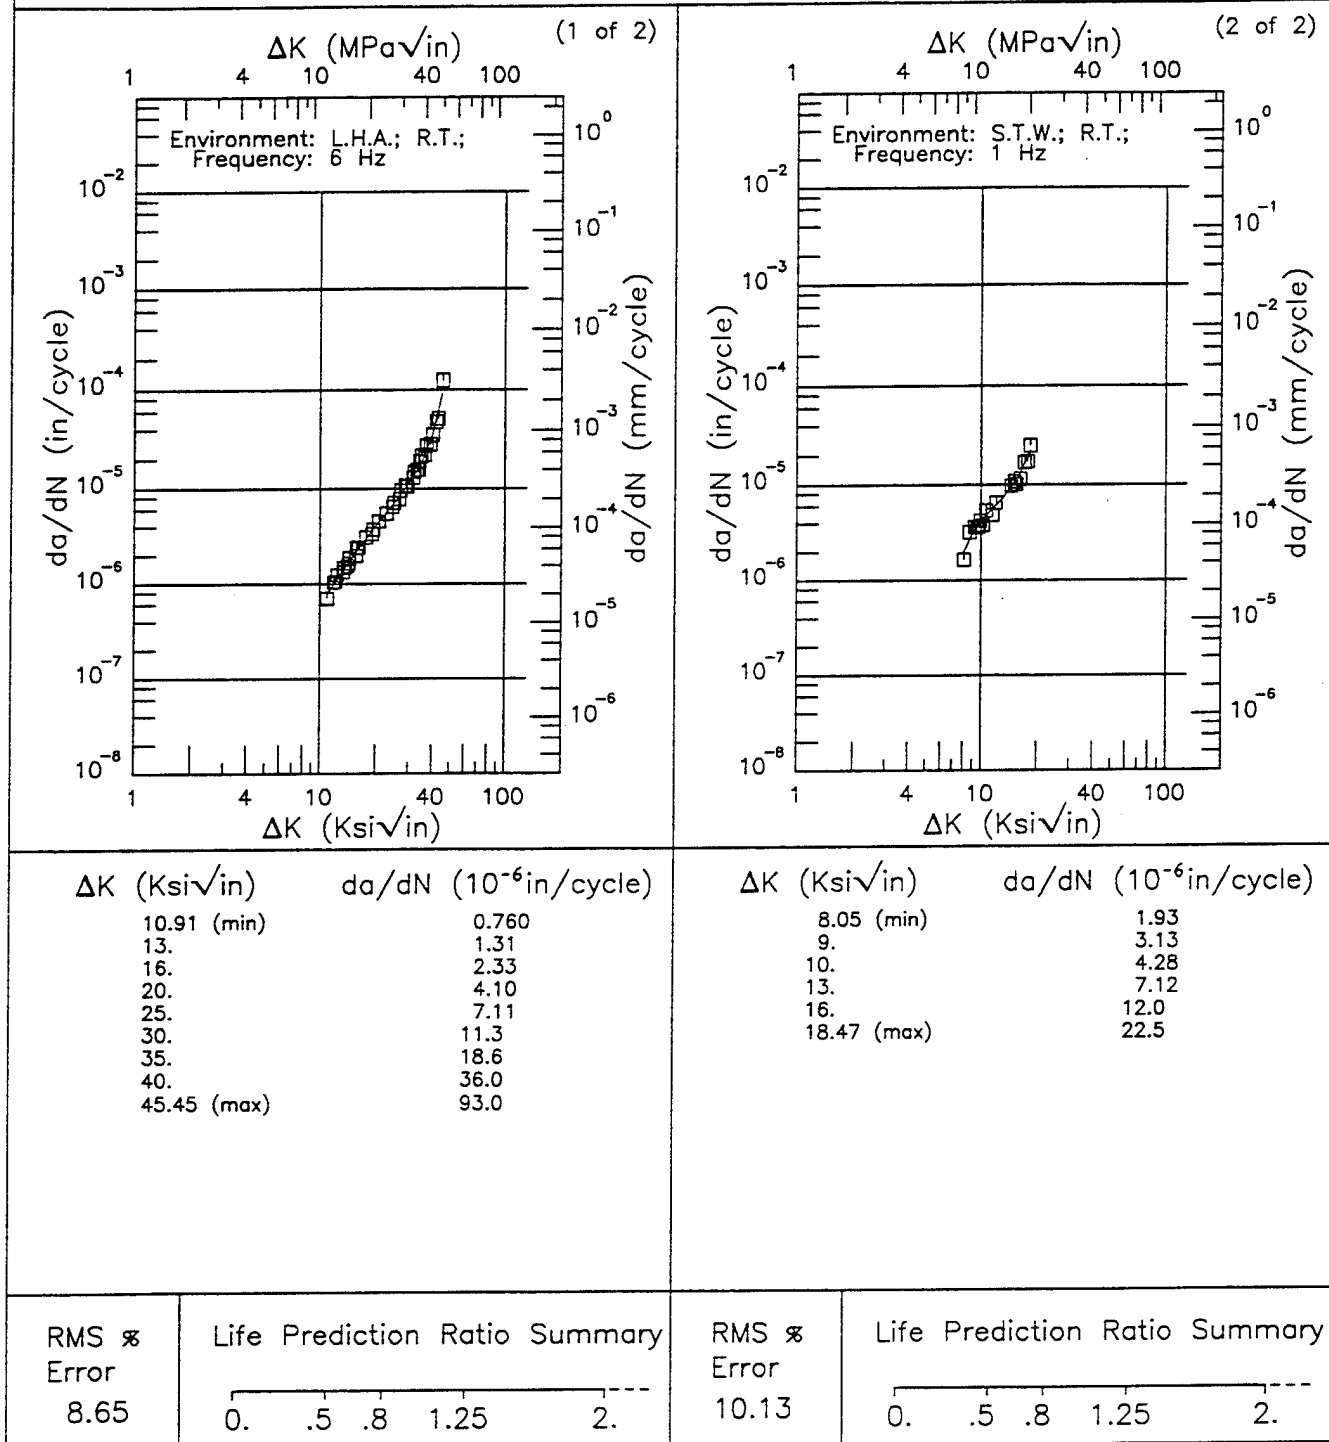 (1 of 2)
ΔK (MPa√in)
1 4 10 40 100
Environment: L.H.A.; R.T.;
Frequency: 6 Hz
da/dN (in/cycle)
10⁻²
10⁻³
10⁻⁴
10⁻⁵
10⁻⁶
10⁻⁷
10⁻⁸
10⁰
10⁻¹
10⁻²
10⁻³
10⁻⁴
10⁻⁵
10⁻⁶
da/dN (mm/cycle)
1 4 10 40 100
ΔK (Ksi√in)
ΔK (Ksi√in) da/dN (10⁻⁶in/cycle)
10.91 (min) 0.760
13. 1.31
16. 2.33
20. 4.10
25. 7.11
30. 11.3
35. 18.6
40. 36.0
45.45 (max) 93.0
RMS %
Error
8.65
Life Prediction Ratio Summary
0. .5 .8 1.25 2.
(2 of 2)
ΔK (MPa√in)
1 4 10 40 100
Environment: S.T.W.; R.T.;
Frequency: 1 Hz
da/dN (in/cycle)
10⁻²
10⁻³
10⁻⁴
10⁻⁵
10⁻⁶
10⁻⁷
10⁻⁸
10⁰
10⁻¹
10⁻²
10⁻³
10⁻⁴
10⁻⁵
10⁻⁶
da/dN (mm/cycle)
1 4 10 40 100
ΔK (Ksi√in)
ΔK (Ksi√in) da/dN (10⁻⁶in/cycle)
8.05 (min) 1.93
9. 3.13
10. 4.28
13. 7.12
16. 12.0
18.47 (max) 22.5
RMS %
Error
10.13
Life Prediction Ratio Summary
0. .5 .8 1.25 2.